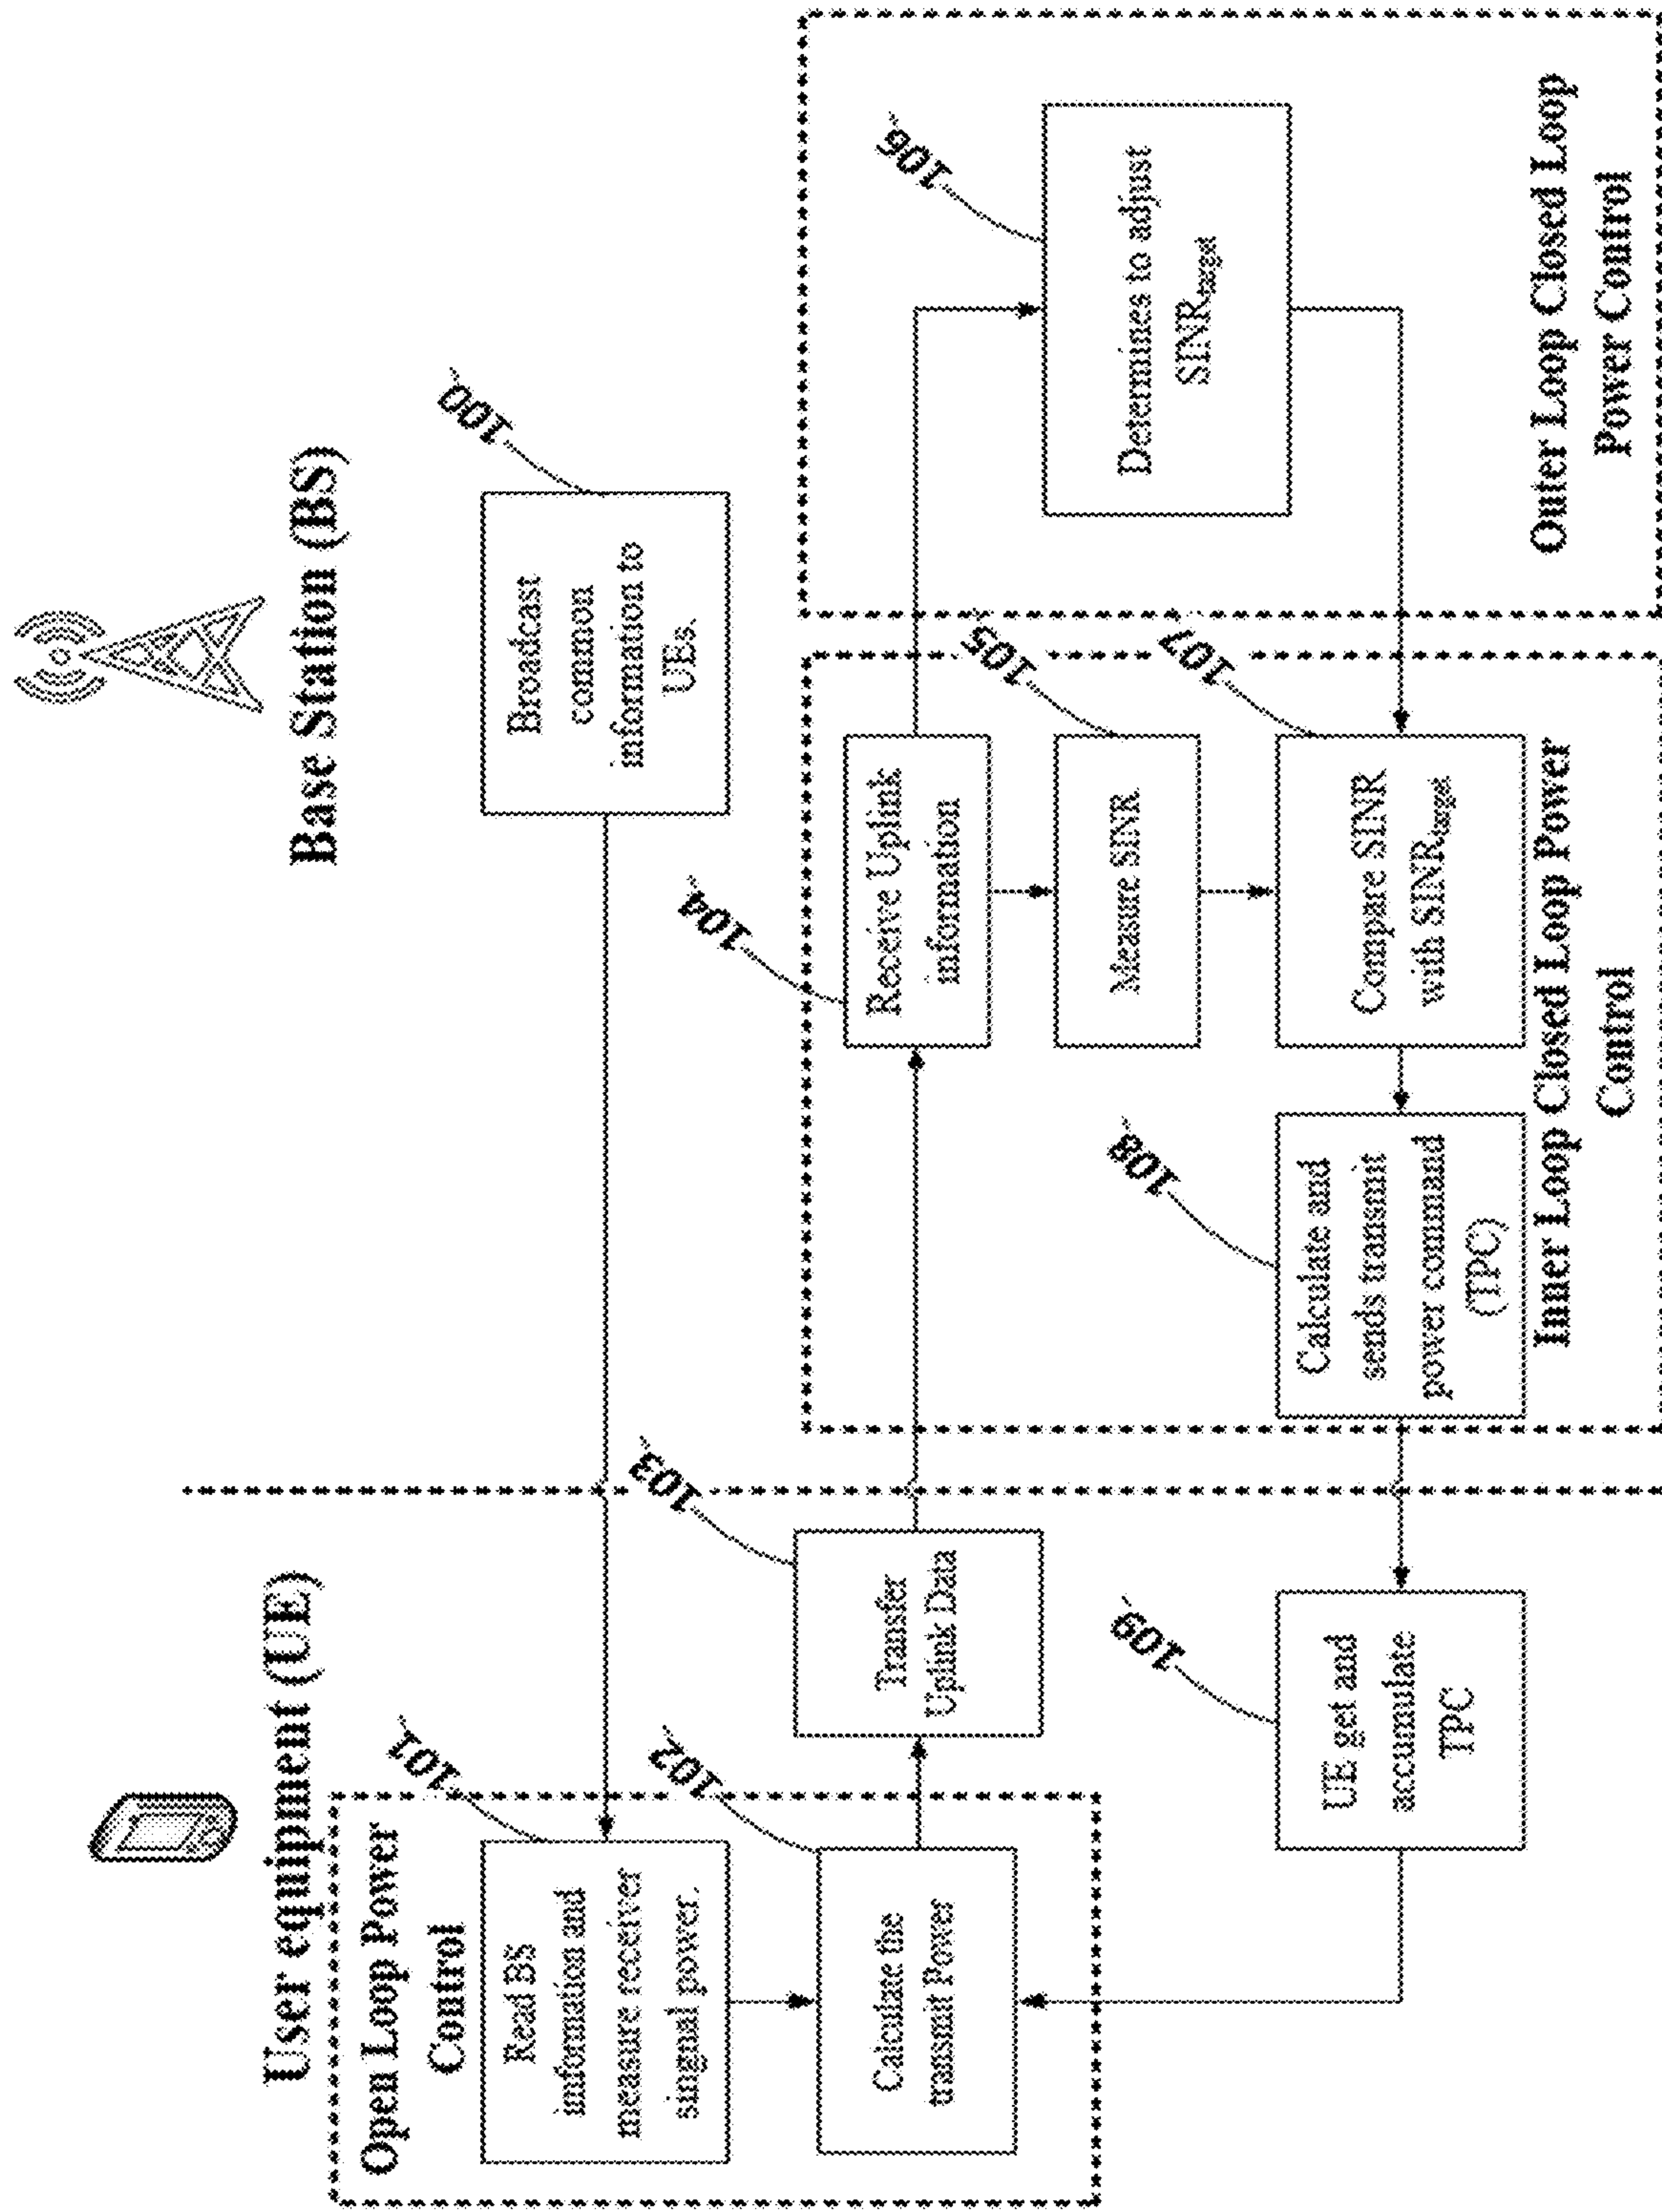 User equipment (UE)
Base Station (BS)
Open Loop Power
Control
101
Read BS
information and
measure receiver
singnal power.
100
Broadcast
common
information to
UEs.
102
Calculate the
transmit Power
103
Transfer
Uplink Data
104
Receive Uplink
information
105
Measure SINR
106
Determines to adjust
SINRtarget
107
Compare SINR
with SINRtarget
108
Calculate and
sends transmit
power command
(TPC)
109
UE get and
accumulate
TPC
Inner Loop Closed Loop Power
Control
Outer Loop Closed Loop
Power Control